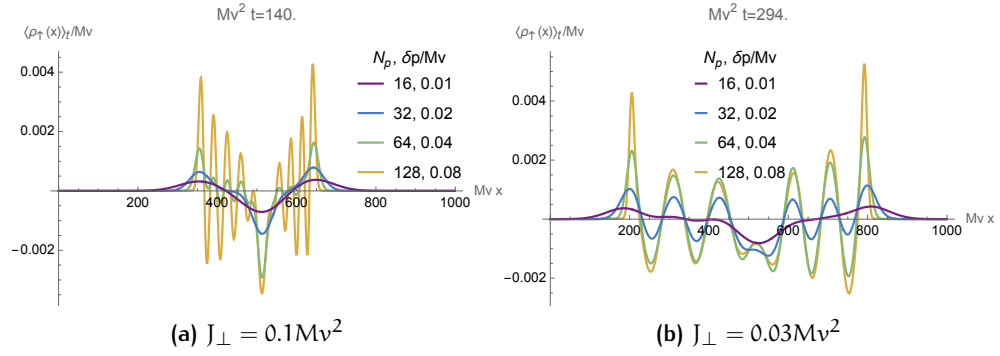 Mv² t=140.
⟨ρ↑(x)⟩t/Mv
0.004
0.002
-0.002
200 400 600 800 1000
Mv x
Nₚ, δp/Mv
16, 0.01
32, 0.02
64, 0.04
128, 0.08
(a) J⊥ = 0.1Mv²
Mv² t=294.
⟨ρ↑(x)⟩t/Mv
0.004
0.002
-0.002
200 400 600 800 1000
Mv x
Nₚ, δp/Mv
16, 0.01
32, 0.02
64, 0.04
128, 0.08
(b) J⊥ = 0.03Mv²